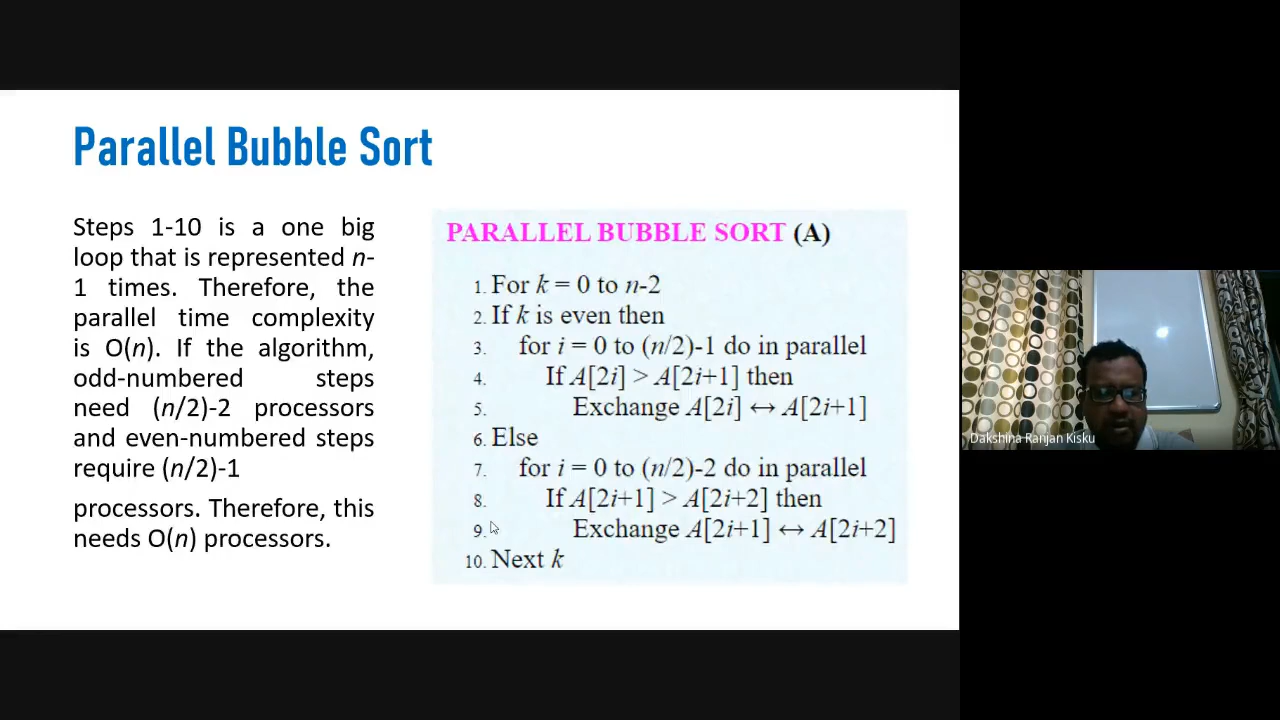 Parallel Bubble Sort
Steps 1-10 is a one big
loop that is represented n-
1 times. Therefore, the
parallel time complexity
is O(n). If the algorithm,
odd-numbered steps
need (n/2)-2 processors
and even-numbered steps
require (n/2)-1
processors. Therefore, this
needs O(n) processors.
PARALLEL BUBBLE SORT (A)
1. For k = 0 to n-2
2. If k is even then
3. for i = 0 to (n/2)-1 do in parallel
4. If A[2i] > A[2i+1] then
5. Exchange A[2i] ↔ A[2i+1]
6. Else
7. for i = 0 to (n/2)-2 do in parallel
8. If A[2i+1] > A[2i+2] then
9. Exchange A[2i+1] ↔ A[2i+2]
10. Next k
Dakshina Ranjan Kisku